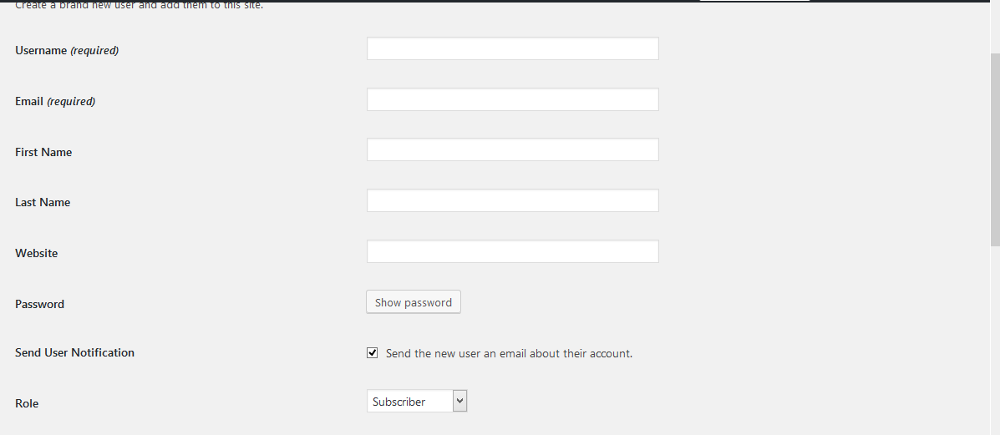 Create a brand new user and add them to this site.
Username (required)
Email (required)
First Name
Last Name
Website
Password
Show password
Send User Notification
Send the new user an email about their account.
Role
Subscriber